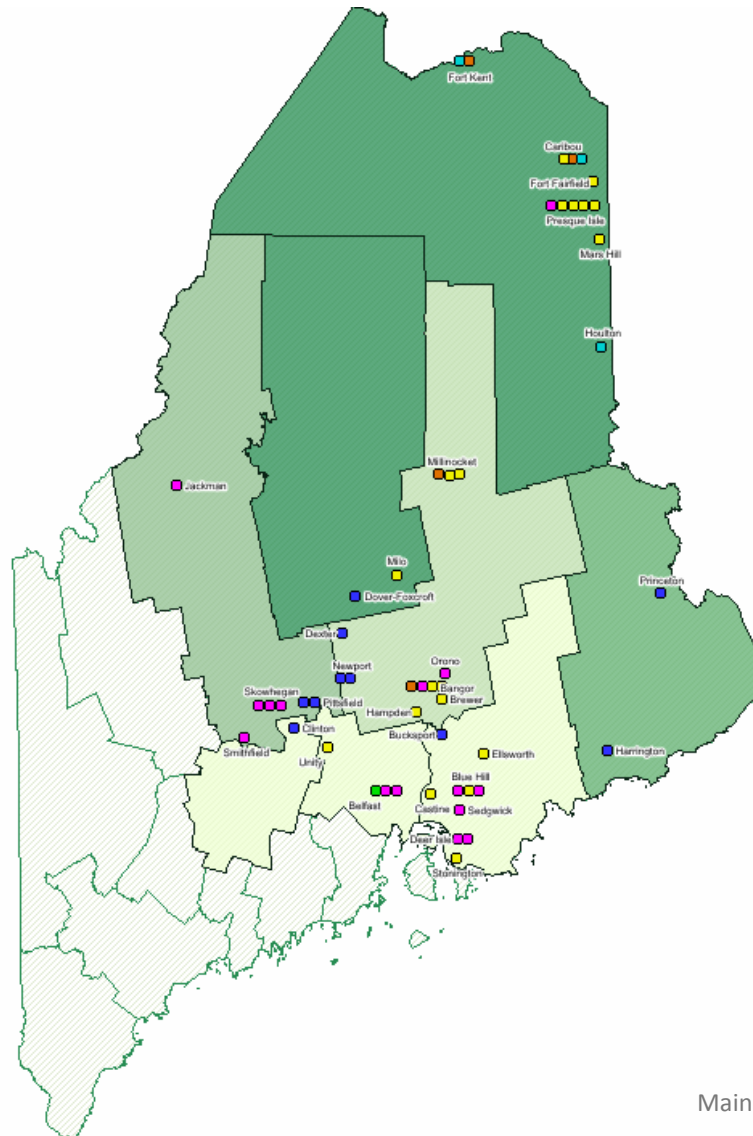 Fort Kent
Caribou
Fort Fairfield
Presque Isle
Mars Hill
Houlton
Millinocket
Jackman
Milo
Princeton
Dover-Foxcroft
Dexter
Newport
Orono
Skowhegan
Bangor
Pittsfield
Brewer
Hampden
Clinton
Bucksport
Smithfield
Harrington
Ellsworth
Unity
Blue Hill
Belfast
Castine
Sedgwick
Deer Isle
Stonington
Main